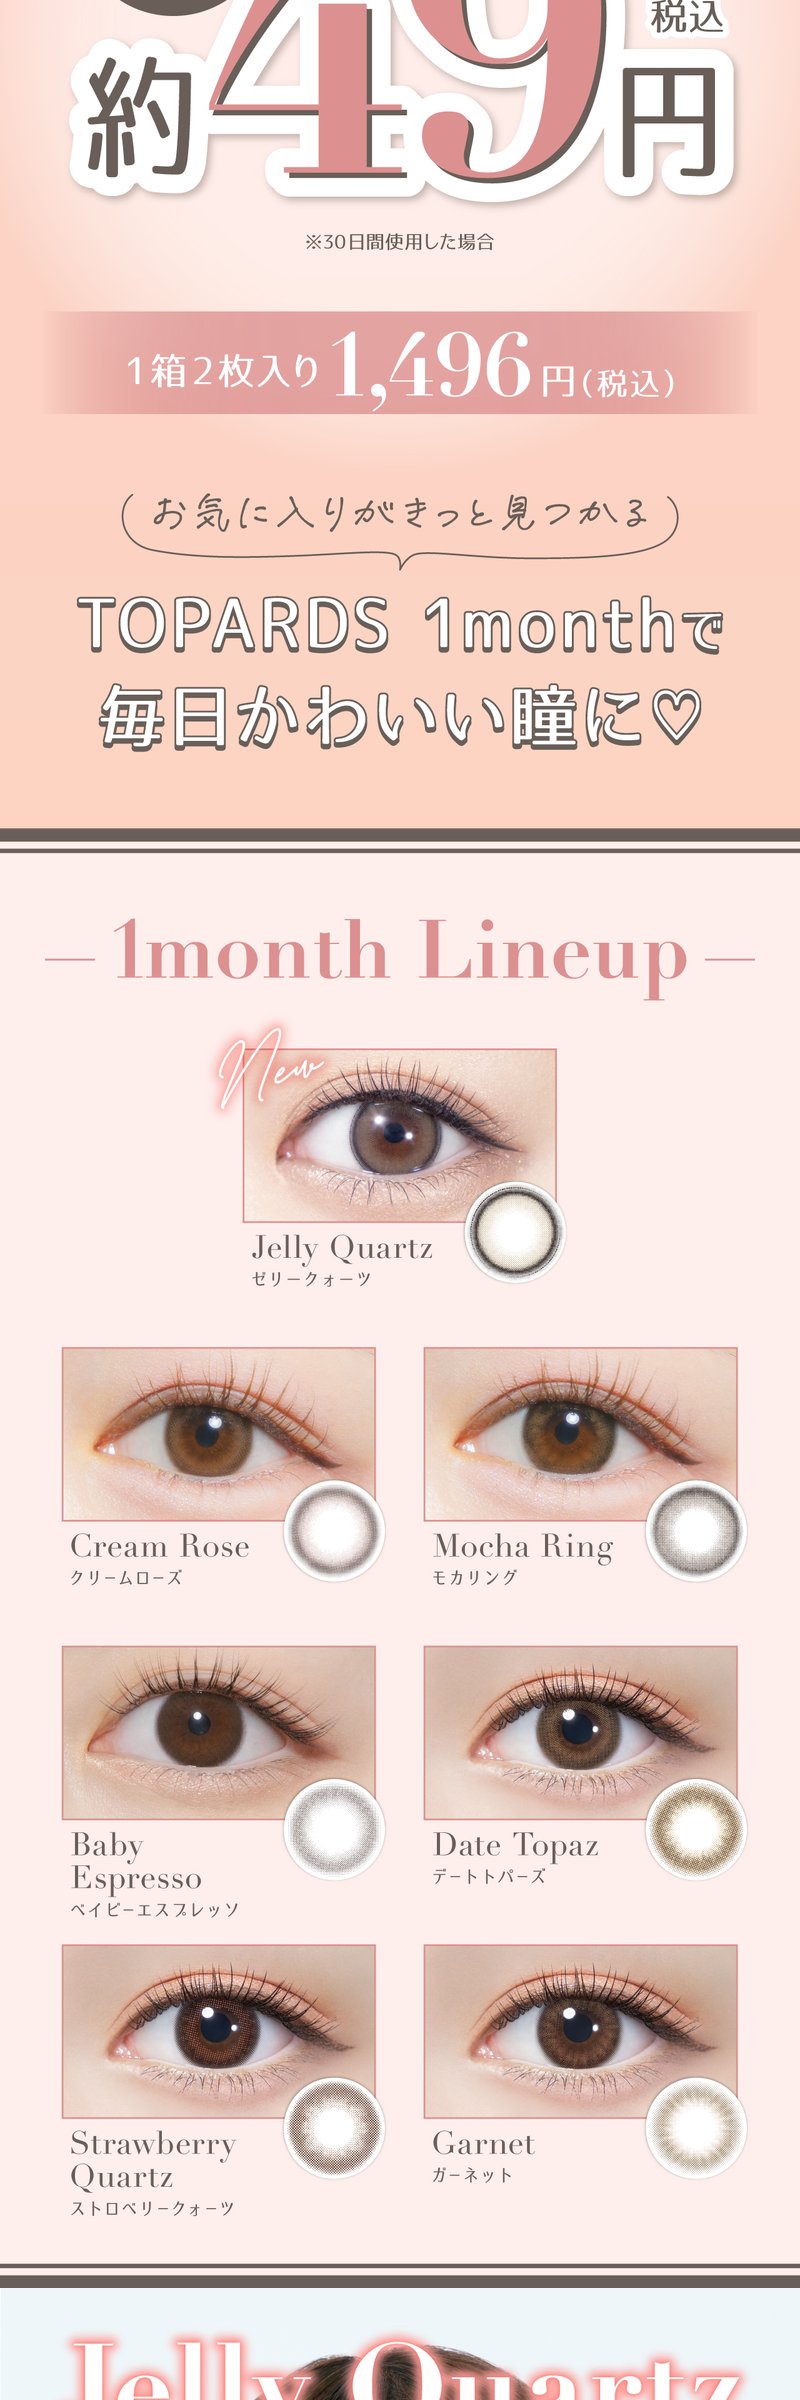 税込
約49円
※30日間使用した場合
1箱2枚入り1,496円(税込)
お気に入りがきっと見つかる
TOPARDS 1monthで
毎日かわいい瞳に♡
1month Lineup
New
Jelly Quartz
ゼリークォーツ
Cream Rose
クリームローズ
Mocha Ring
モカリング
Baby
Espresso
ベイビーエスプレッソ
Date Topaz
デートトパーズ
Strawberry
Quartz
ストロベリークォーツ
Garnet
ガーネット
Jelly Quartz